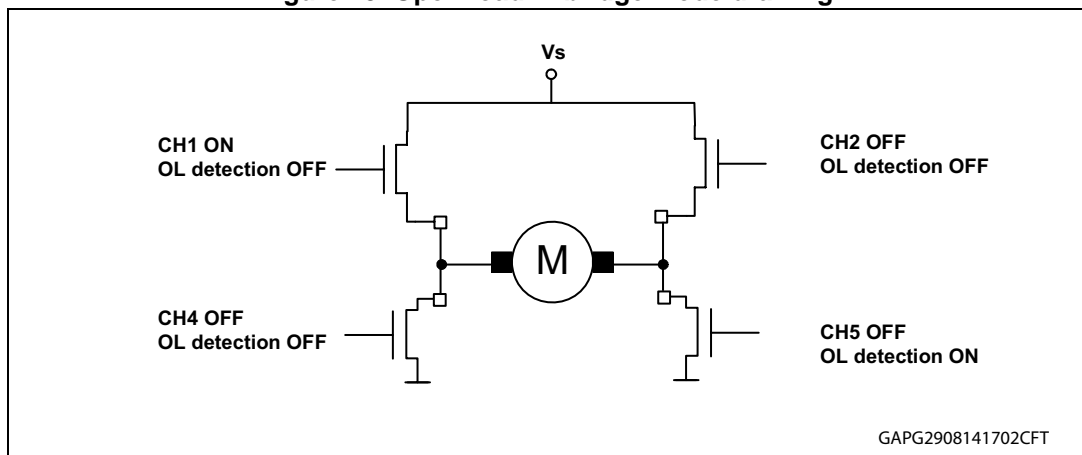 Vs
CH1 ON
OL detection OFF
CH2 OFF
OL detection OFF
M
CH4 OFF
OL detection OFF
CH5 OFF
OL detection ON
GAPG2908141702CFT